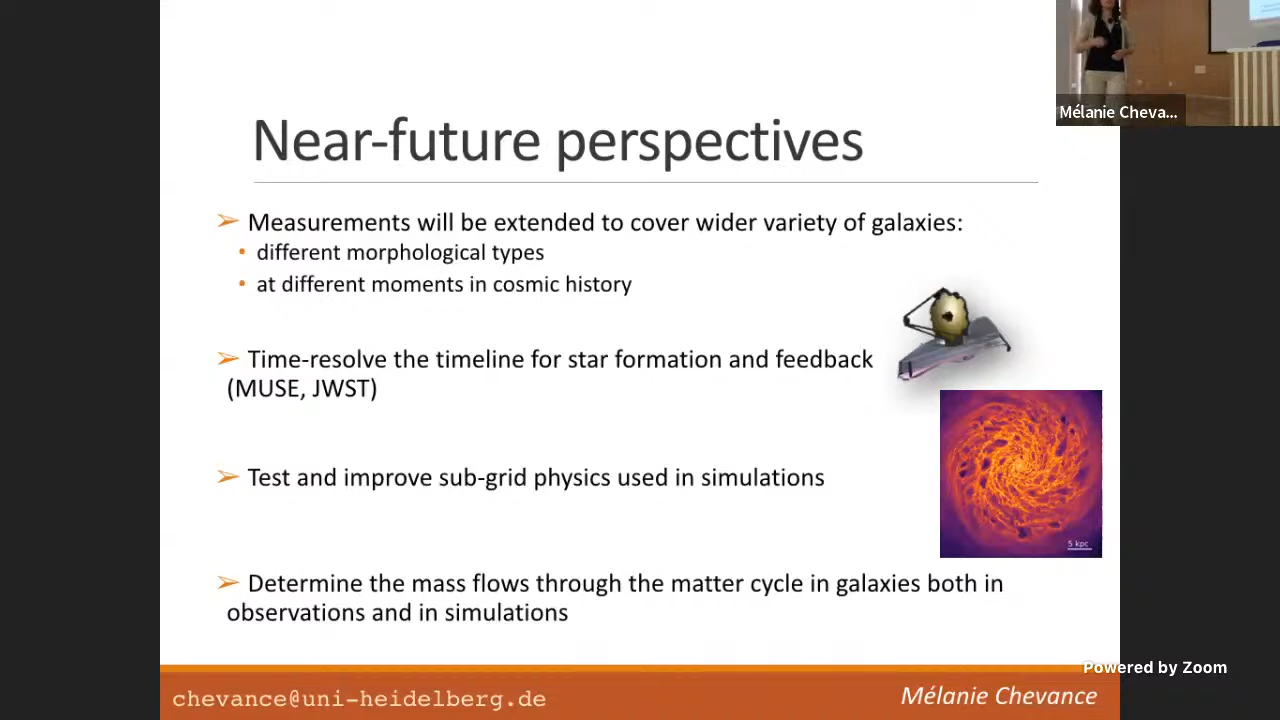 Mélanie Cheva...
Near-future perspectives
➢ Measurements will be extended to cover wider variety of galaxies:
• different morphological types
• at different moments in cosmic history
➢ Time-resolve the timeline for star formation and feedback
(MUSE, JWST)
➢ Test and improve sub-grid physics used in simulations
5 kpc
➢ Determine the mass flows through the matter cycle in galaxies both in
observations and in simulations
Powered by Zoom
chevance@uni-heidelberg.de
Mélanie Chevance